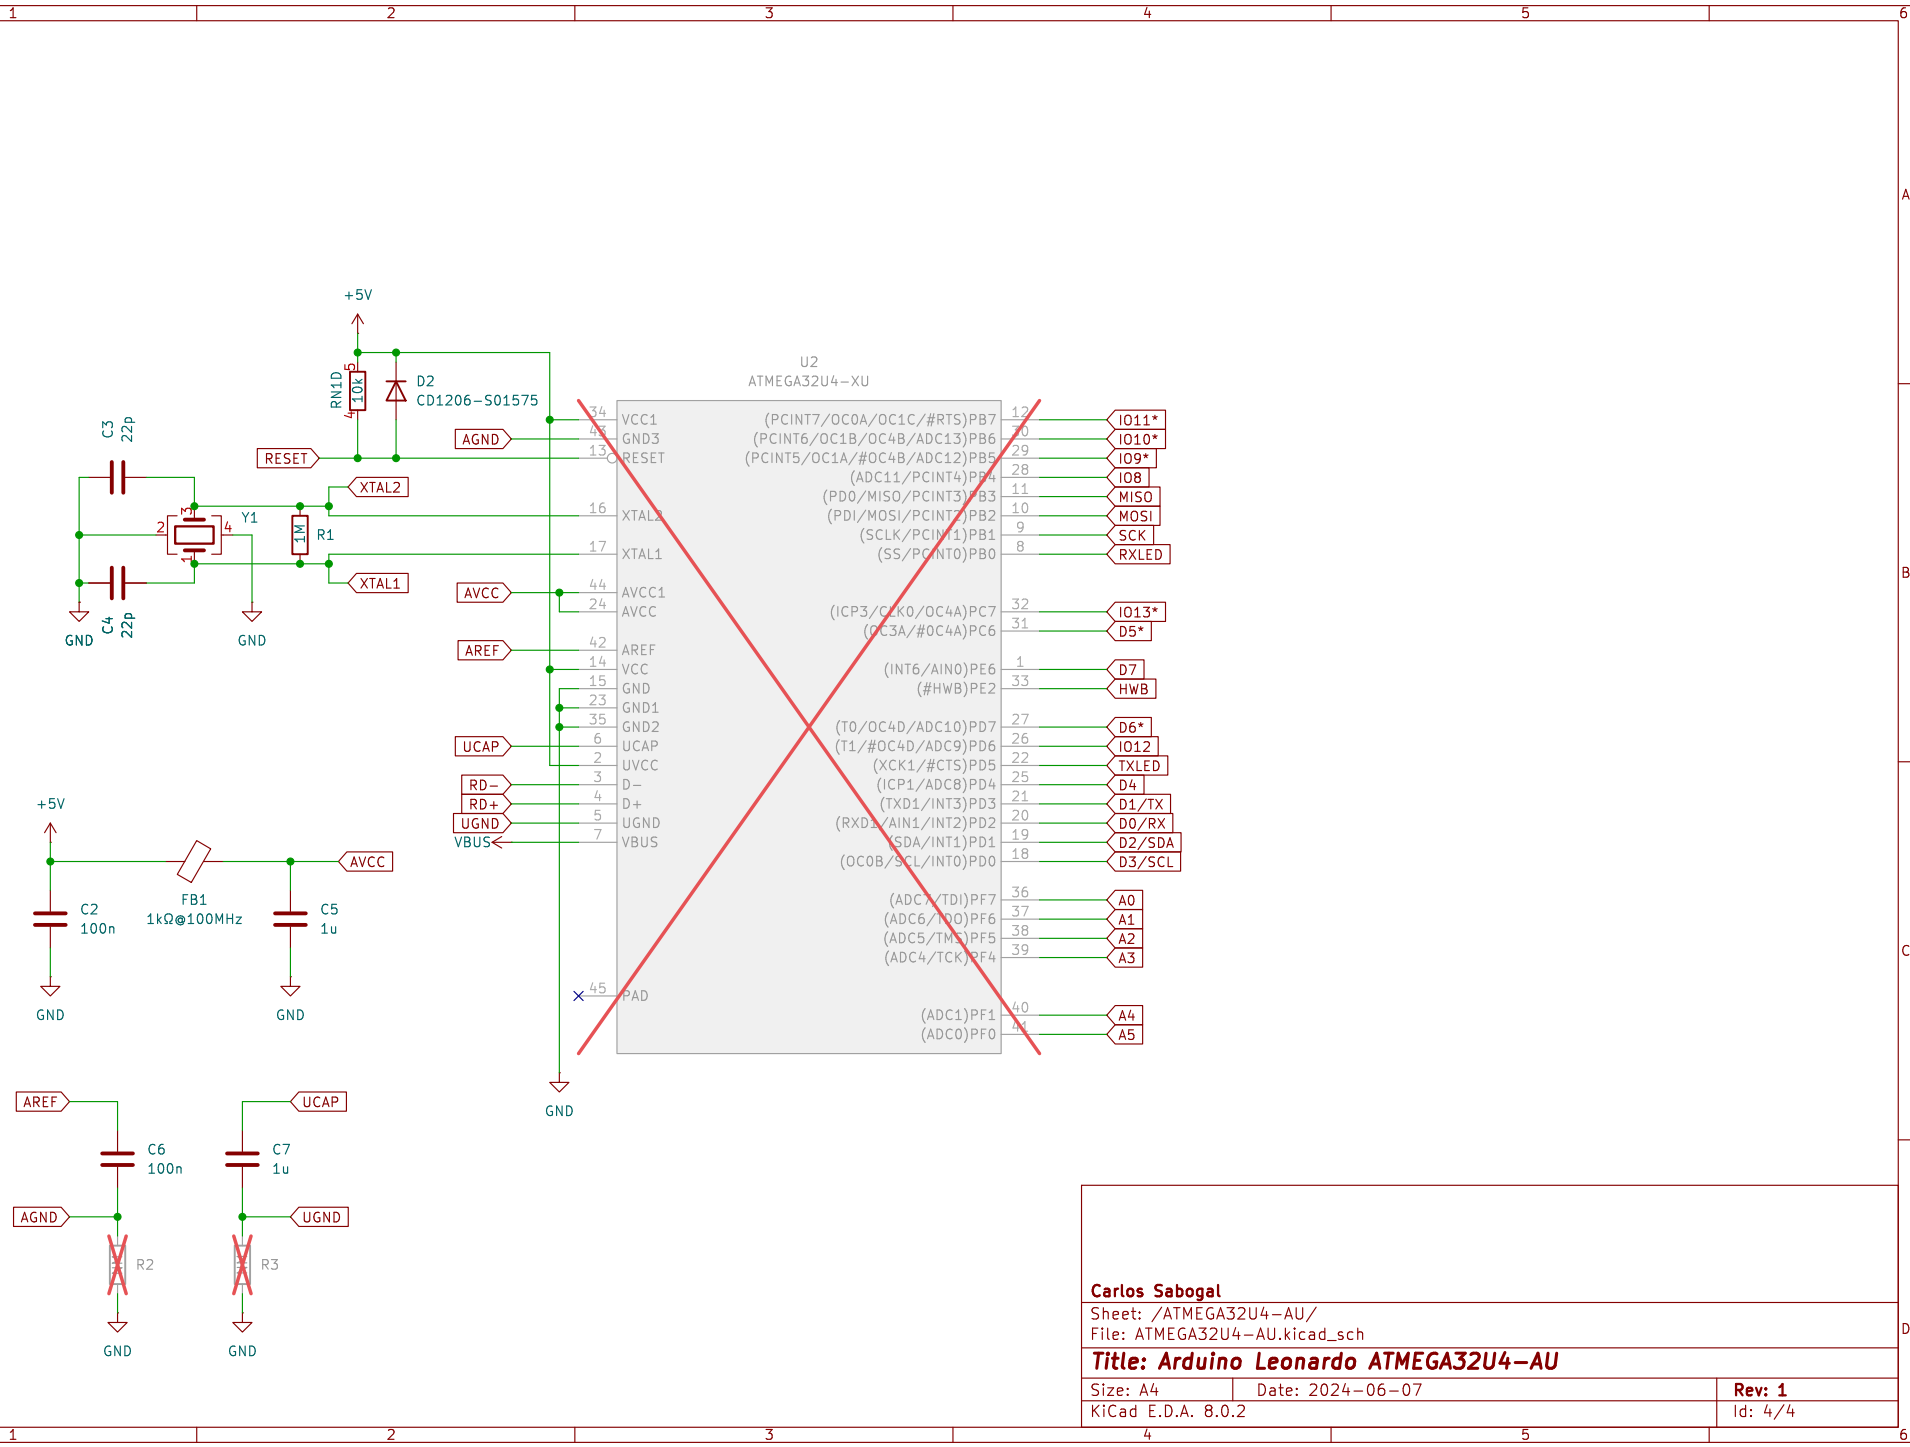 1 2 3 4 5 6
A
B
C
D
+5V
RN1D
10k
5
4
D2
CD1206-S01575
RESET
C3
22p
Y1
1
2
3
4
1M
R1
XTAL2
XTAL1
C4
22p
GND
GND
AGND
AVCC
AREF
UCAP
RD-
RD+
UGND
VBUS
U2
ATMEGA32U4-XU
34 VCC1
43 GND3
13 RESET
16 XTAL2
17 XTAL1
44 AVCC1
24 AVCC
42 AREF
14 VCC
15 GND
23 GND1
35 GND2
6 UCAP
2 UVCC
3 D-
4 D+
5 UGND
7 VBUS
45 PAD
(PCINT7/OC0A/OC1C/#RTS)PB7 12 IO11*
(PCINT6/OC1B/OC4B/ADC13)PB6 30 IO10*
(PCINT5/OC1A/#OC4B/ADC12)PB5 29 IO9*
(ADC11/PCINT4)PB4 28 IO8
(PD0/MISO/PCINT3)PB3 11 MISO
(PDI/MOSI/PCINT2)PB2 10 MOSI
(SCLK/PCINT1)PB1 9 SCK
(SS/PCINT0)PB0 8 RXLED
(ICP3/CLK0/OC4A)PC7 32 IO13*
(OC3A/#0C4A)PC6 31 D5*
(INT6/AIN0)PE6 1 D7
(#HWB)PE2 33 HWB
(T0/OC4D/ADC10)PD7 27 D6*
(T1/#OC4D/ADC9)PD6 26 IO12
(XCK1/#CTS)PD5 22 TXLED
(ICP1/ADC8)PD4 25 D4
(TXD1/INT3)PD3 21 D1/TX
(RXD1/AIN1/INT2)PD2 20 D0/RX
(SDA/INT1)PD1 19 D2/SDA
(OC0B/SCL/INT0)PD0 18 D3/SCL
(ADC7/TDI)PF7 36 A0
(ADC6/TDO)PF6 37 A1
(ADC5/TMS)PF5 38 A2
(ADC4/TCK)PF4 39 A3
(ADC1)PF1 40 A4
(ADC0)PF0 41 A5
GND
+5V
AVCC
FB1
1kΩ@100MHz
C2
100n
C5
1u
GND
GND
AREF
C6
100n
AGND
R2
GND
UCAP
C7
1u
UGND
R3
GND
Carlos Sabogal
Sheet: /ATMEGA32U4-AU/
File: ATMEGA32U4-AU.kicad_sch
Title: Arduino Leonardo ATMEGA32U4-AU
Size: A4 Date: 2024-06-07 Rev: 1
KiCad E.D.A. 8.0.2 Id: 4/4
1 2 3 4 5 6